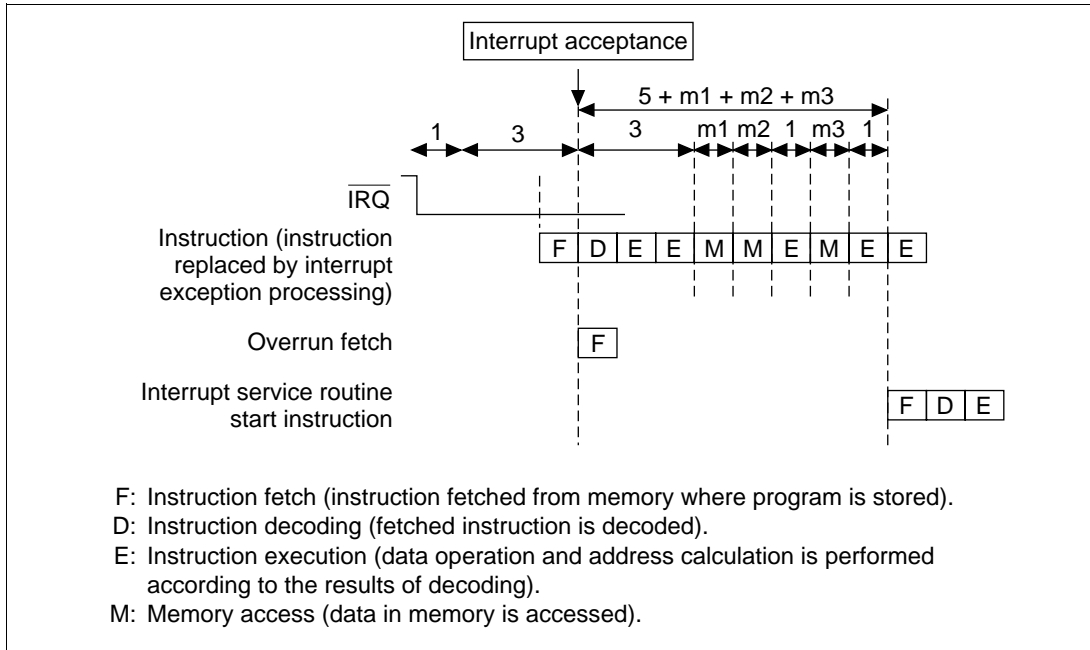 Interrupt acceptance
5 + m1 + m2 + m3
1 3 3 m1 m2 1 m3 1
IRQ
Instruction (instruction
replaced by interrupt
exception processing)
F D E E M M E M E E
Overrun fetch
F
Interrupt service routine
start instruction
F D E
F: Instruction fetch (instruction fetched from memory where program is stored).
D: Instruction decoding (fetched instruction is decoded).
E: Instruction execution (data operation and address calculation is performed
according to the results of decoding).
M: Memory access (data in memory is accessed).